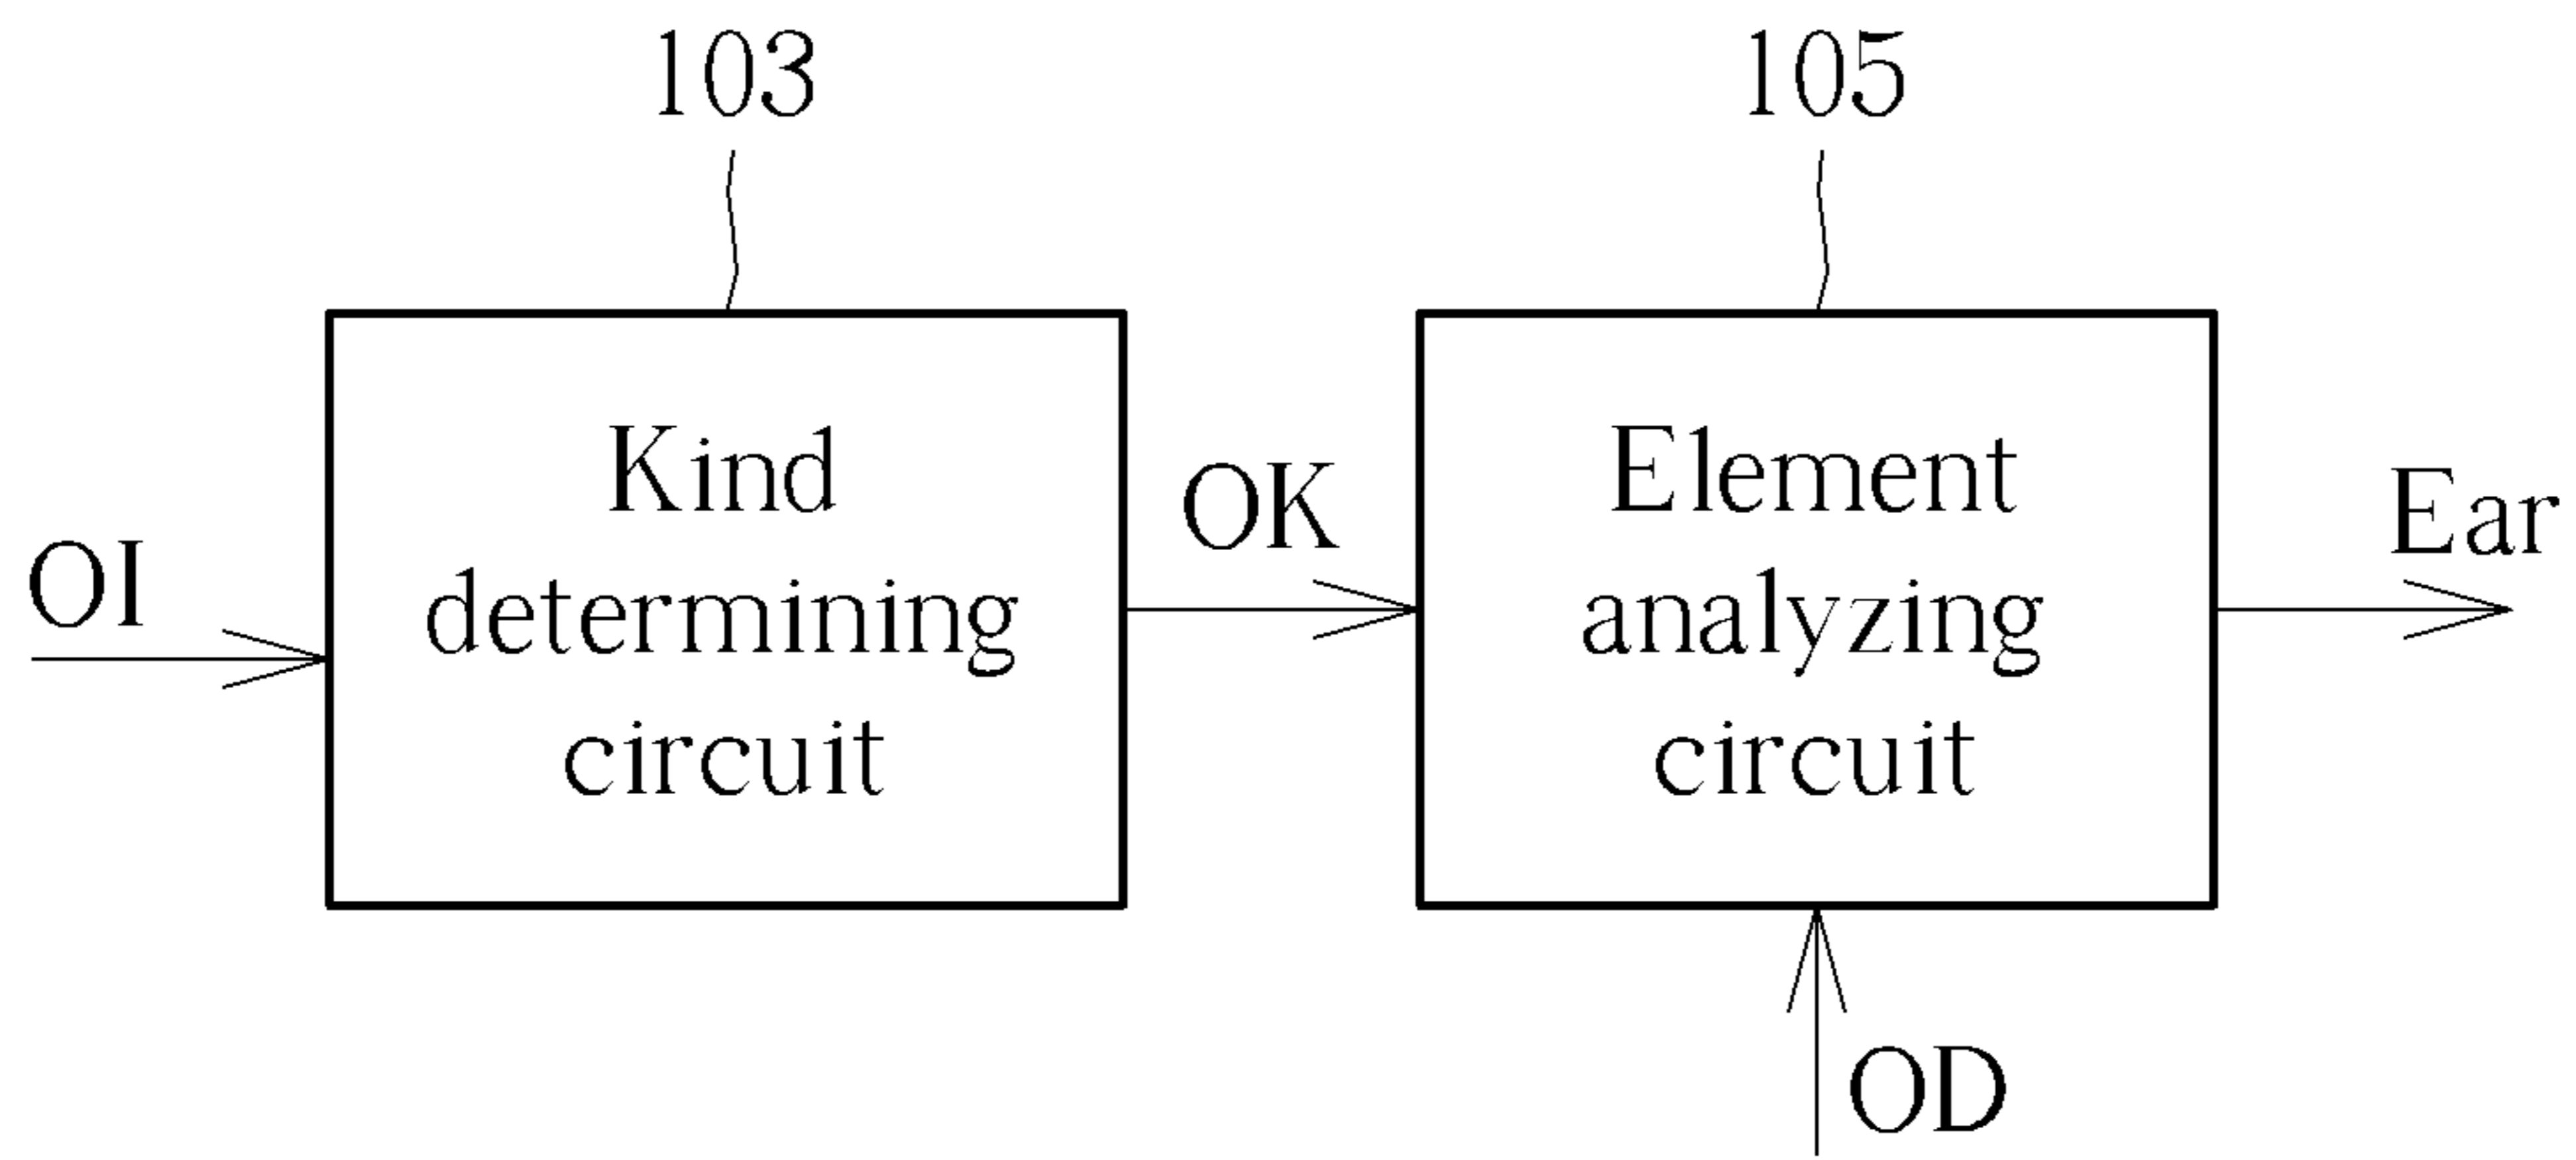 103
105
Kind
determining
circuit
Element
analyzing
circuit
OI
OK
Ear
OD